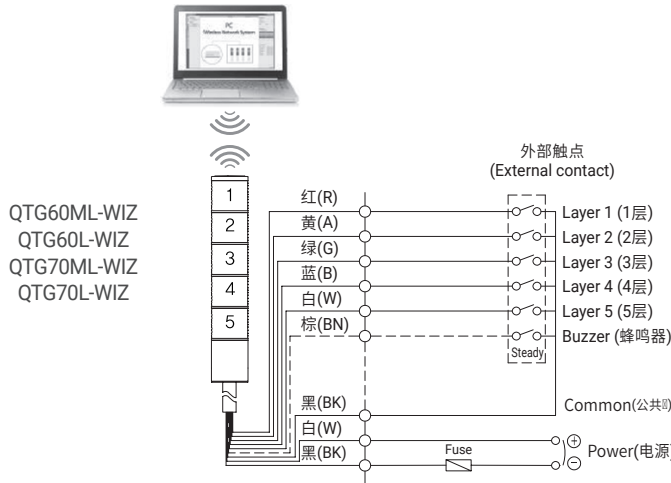 PC
Wireless Network System
外部触点
(External contact)
QTG60ML-WIZ
QTG60L-WIZ
QTG70ML-WIZ
QTG70L-WIZ
1
2
3
4
5
红(R)
黄(A)
绿(G)
蓝(B)
白(W)
棕(BN)
Layer 1 (1层)
Layer 2 (2层)
Layer 3 (3层)
Layer 4 (4层)
Layer 5 (5层)
Buzzer (蜂鸣器)
Steady
黑(BK)
Common(公共
白(W)
黑(BK)
Fuse
+
−
Power(电源)